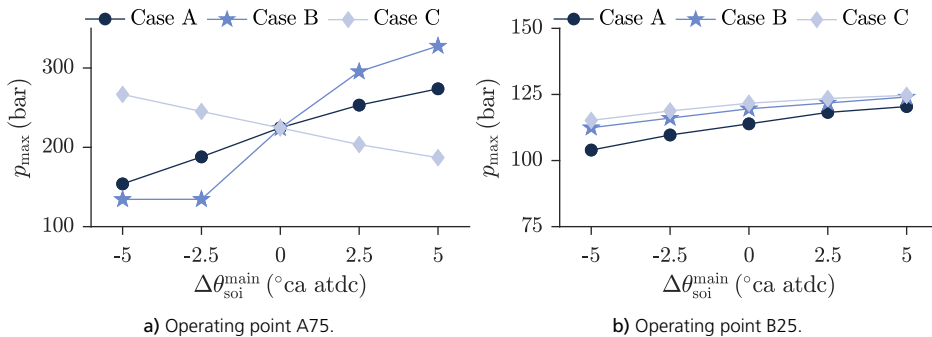 Case A Case B Case C
300
200
100
p_max (bar)
-5 -2.5 0 2.5 5
Δθ_soi^main (°ca atdc)
a) Operating point A75.
Case A Case B Case C
150
125
100
75
p_max (bar)
-5 -2.5 0 2.5 5
Δθ_soi^main (°ca atdc)
b) Operating point B25.